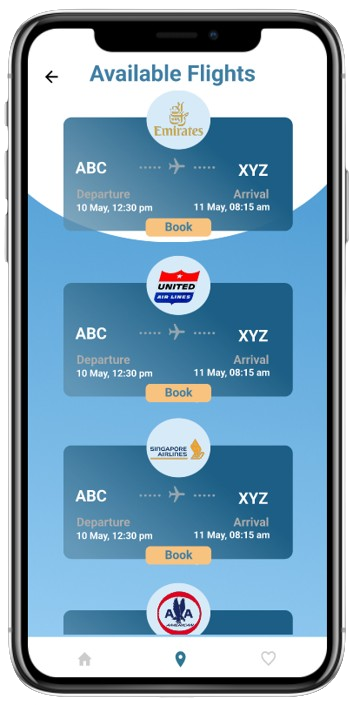 Available Flights
Emirates
ABC
XYZ
Departure
Arrival
10 May, 12:30 pm
11 May, 08:15 am
Book
UNITED
AIR LINES
ABC
XYZ
Departure
Arrival
10 May, 12:30 pm
11 May, 08:15 am
Book
SINGAPORE
AIRLINES
ABC
XYZ
Departure
Arrival
10 May, 12:30 pm
11 May, 08:15 am
Book
A A
AMERICAN